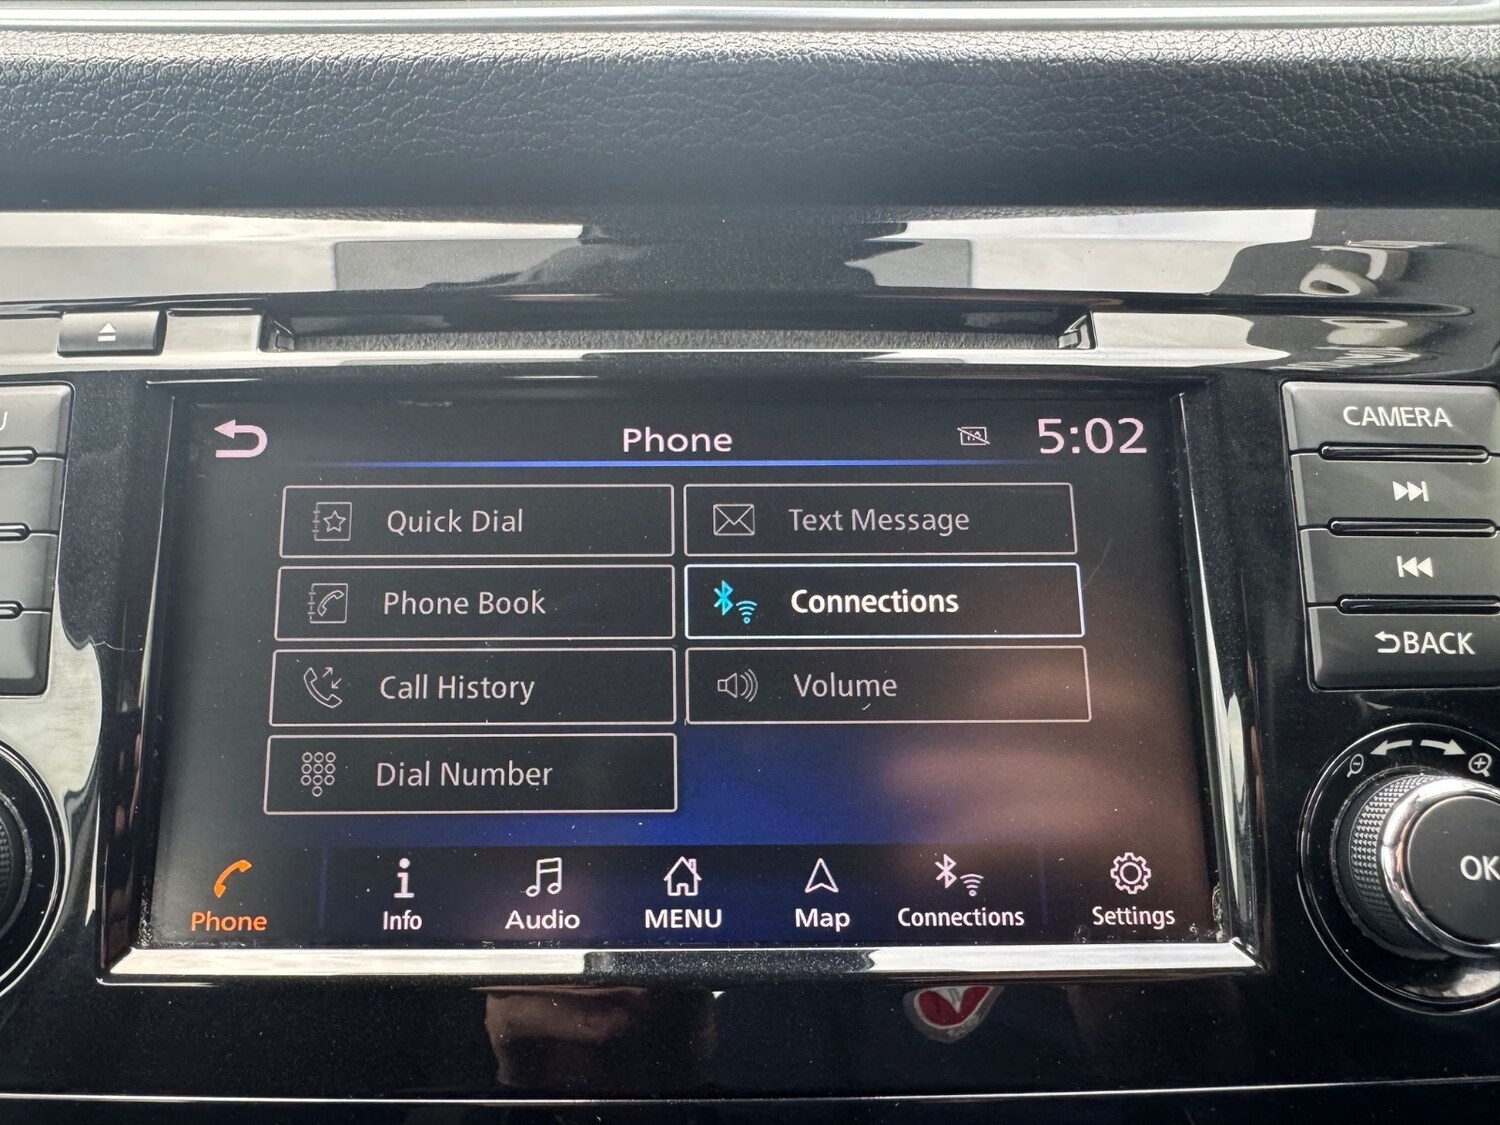 Phone
5:02
Quick Dial
Text Message
Phone Book
Connections
Call History
Volume
Dial Number
Phone
Info
Audio
MENU
Map
Connections
Settings
CAMERA
BACK
OK